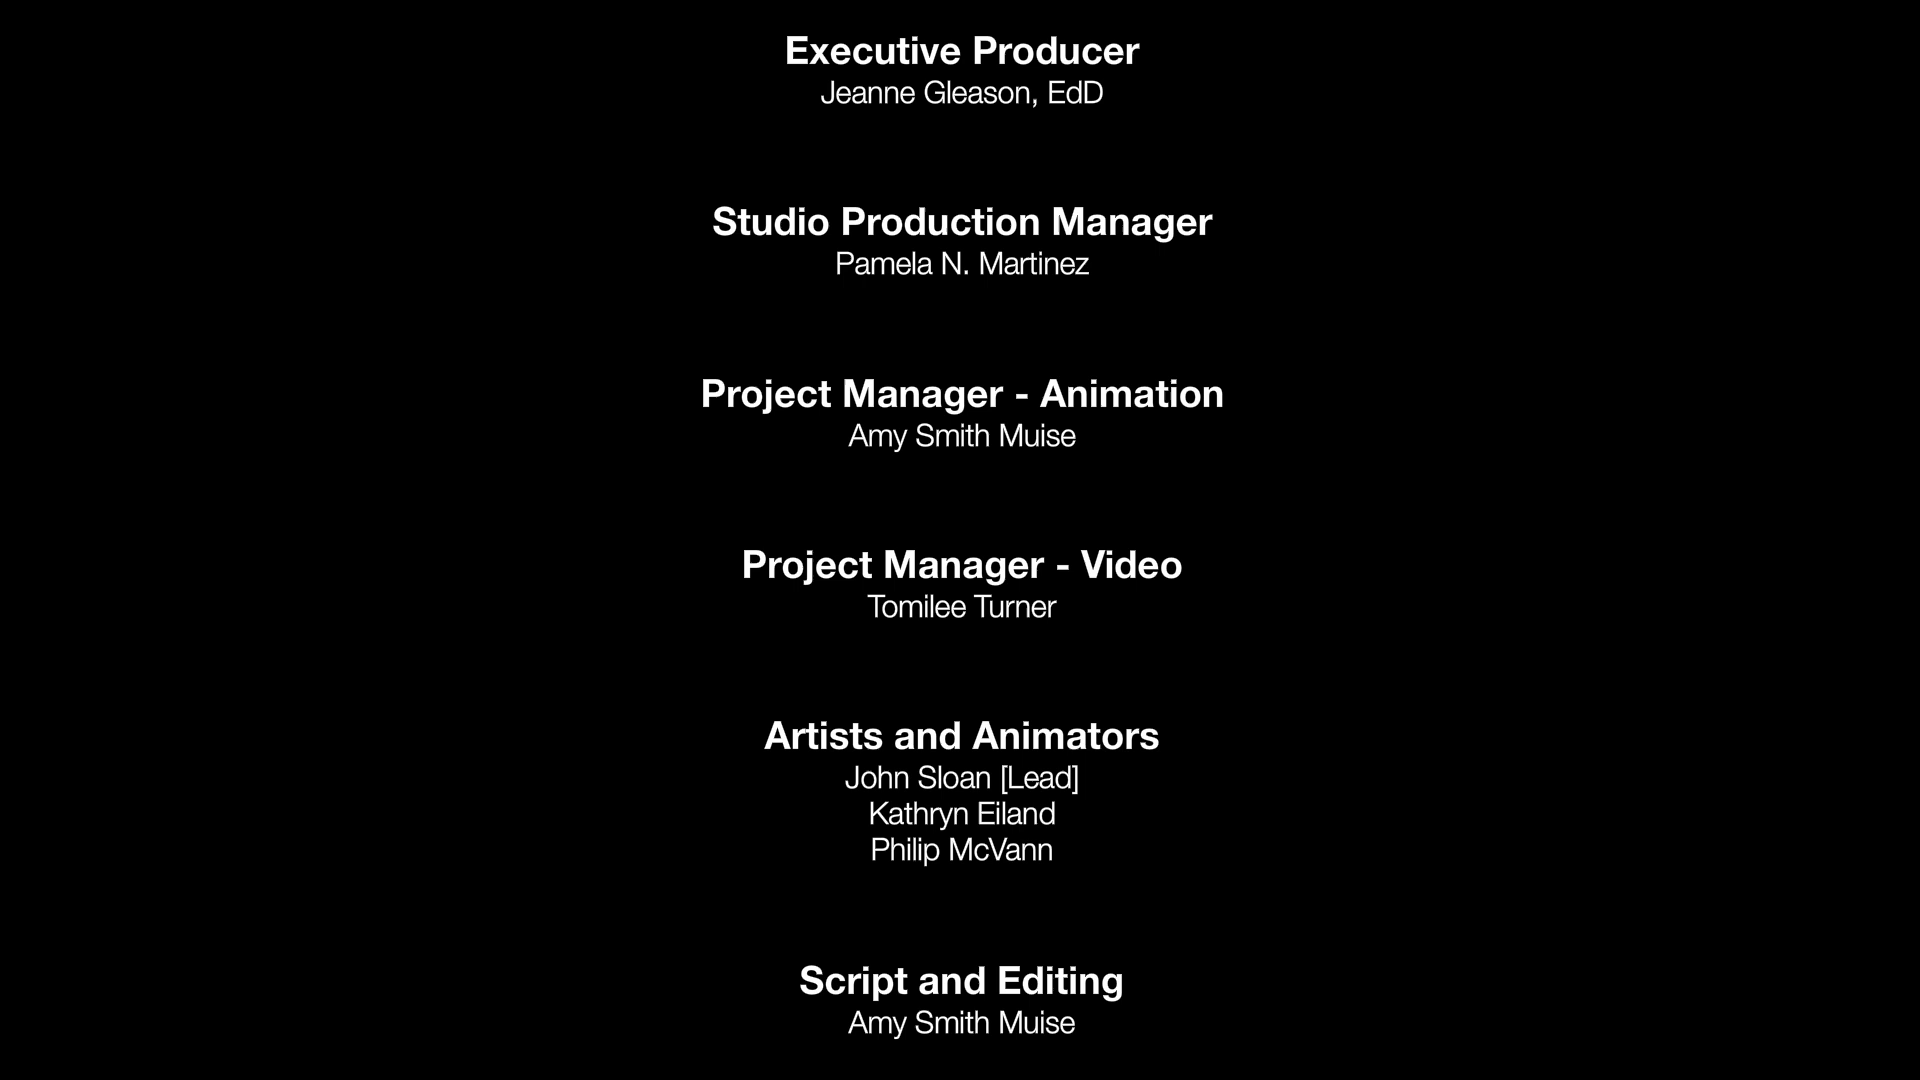 Executive Producer
Jeanne Gleason, EdD
Studio Production Manager
Pamela N. Martinez
Project Manager - Animation
Amy Smith Muise
Project Manager - Video
Tomilee Turner
Artists and Animators
John Sloan [Lead]
Kathryn Eiland
Philip McVann
Script and Editing
Amy Smith Muise